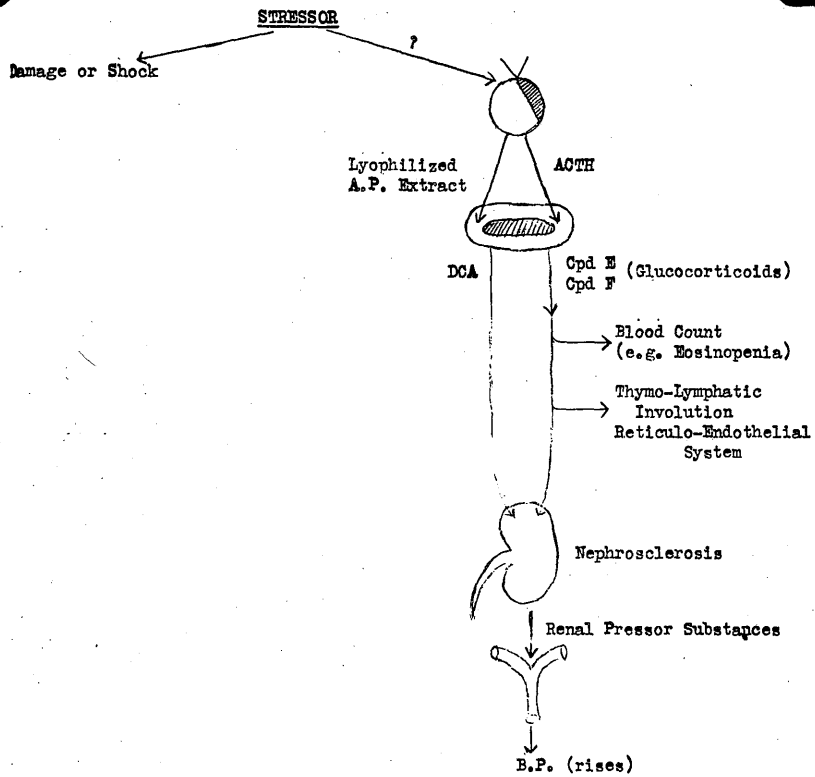 STRESSOR
?
Damage or Shock
Lyophilized
A.P. Extract
ACTH
DCA
Cpd E
Cpd F
(Glucocorticoids)
Blood Count
(e.g. Eosinopenia)
Thymo-Lymphatic
Involution
Reticulo-Endothelial
System
Nephrosclerosis
Renal Pressor Substances
B.P. (rises)